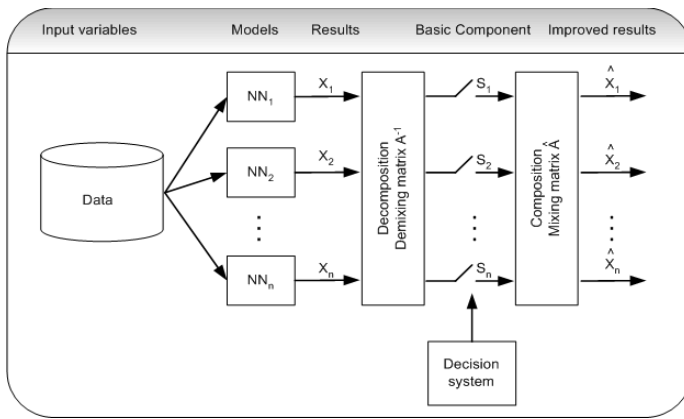 Input variables Models Results Basic Component Improved results
X₁ S₁ X̂₁
NN₁
X₂ S₂ X̂₂
NN₂
Data
Decomposition
Demixing matrix A⁻¹
Composition
Mixing matrix Â
Xₙ Sₙ X̂ₙ
NNₙ
Decision
system